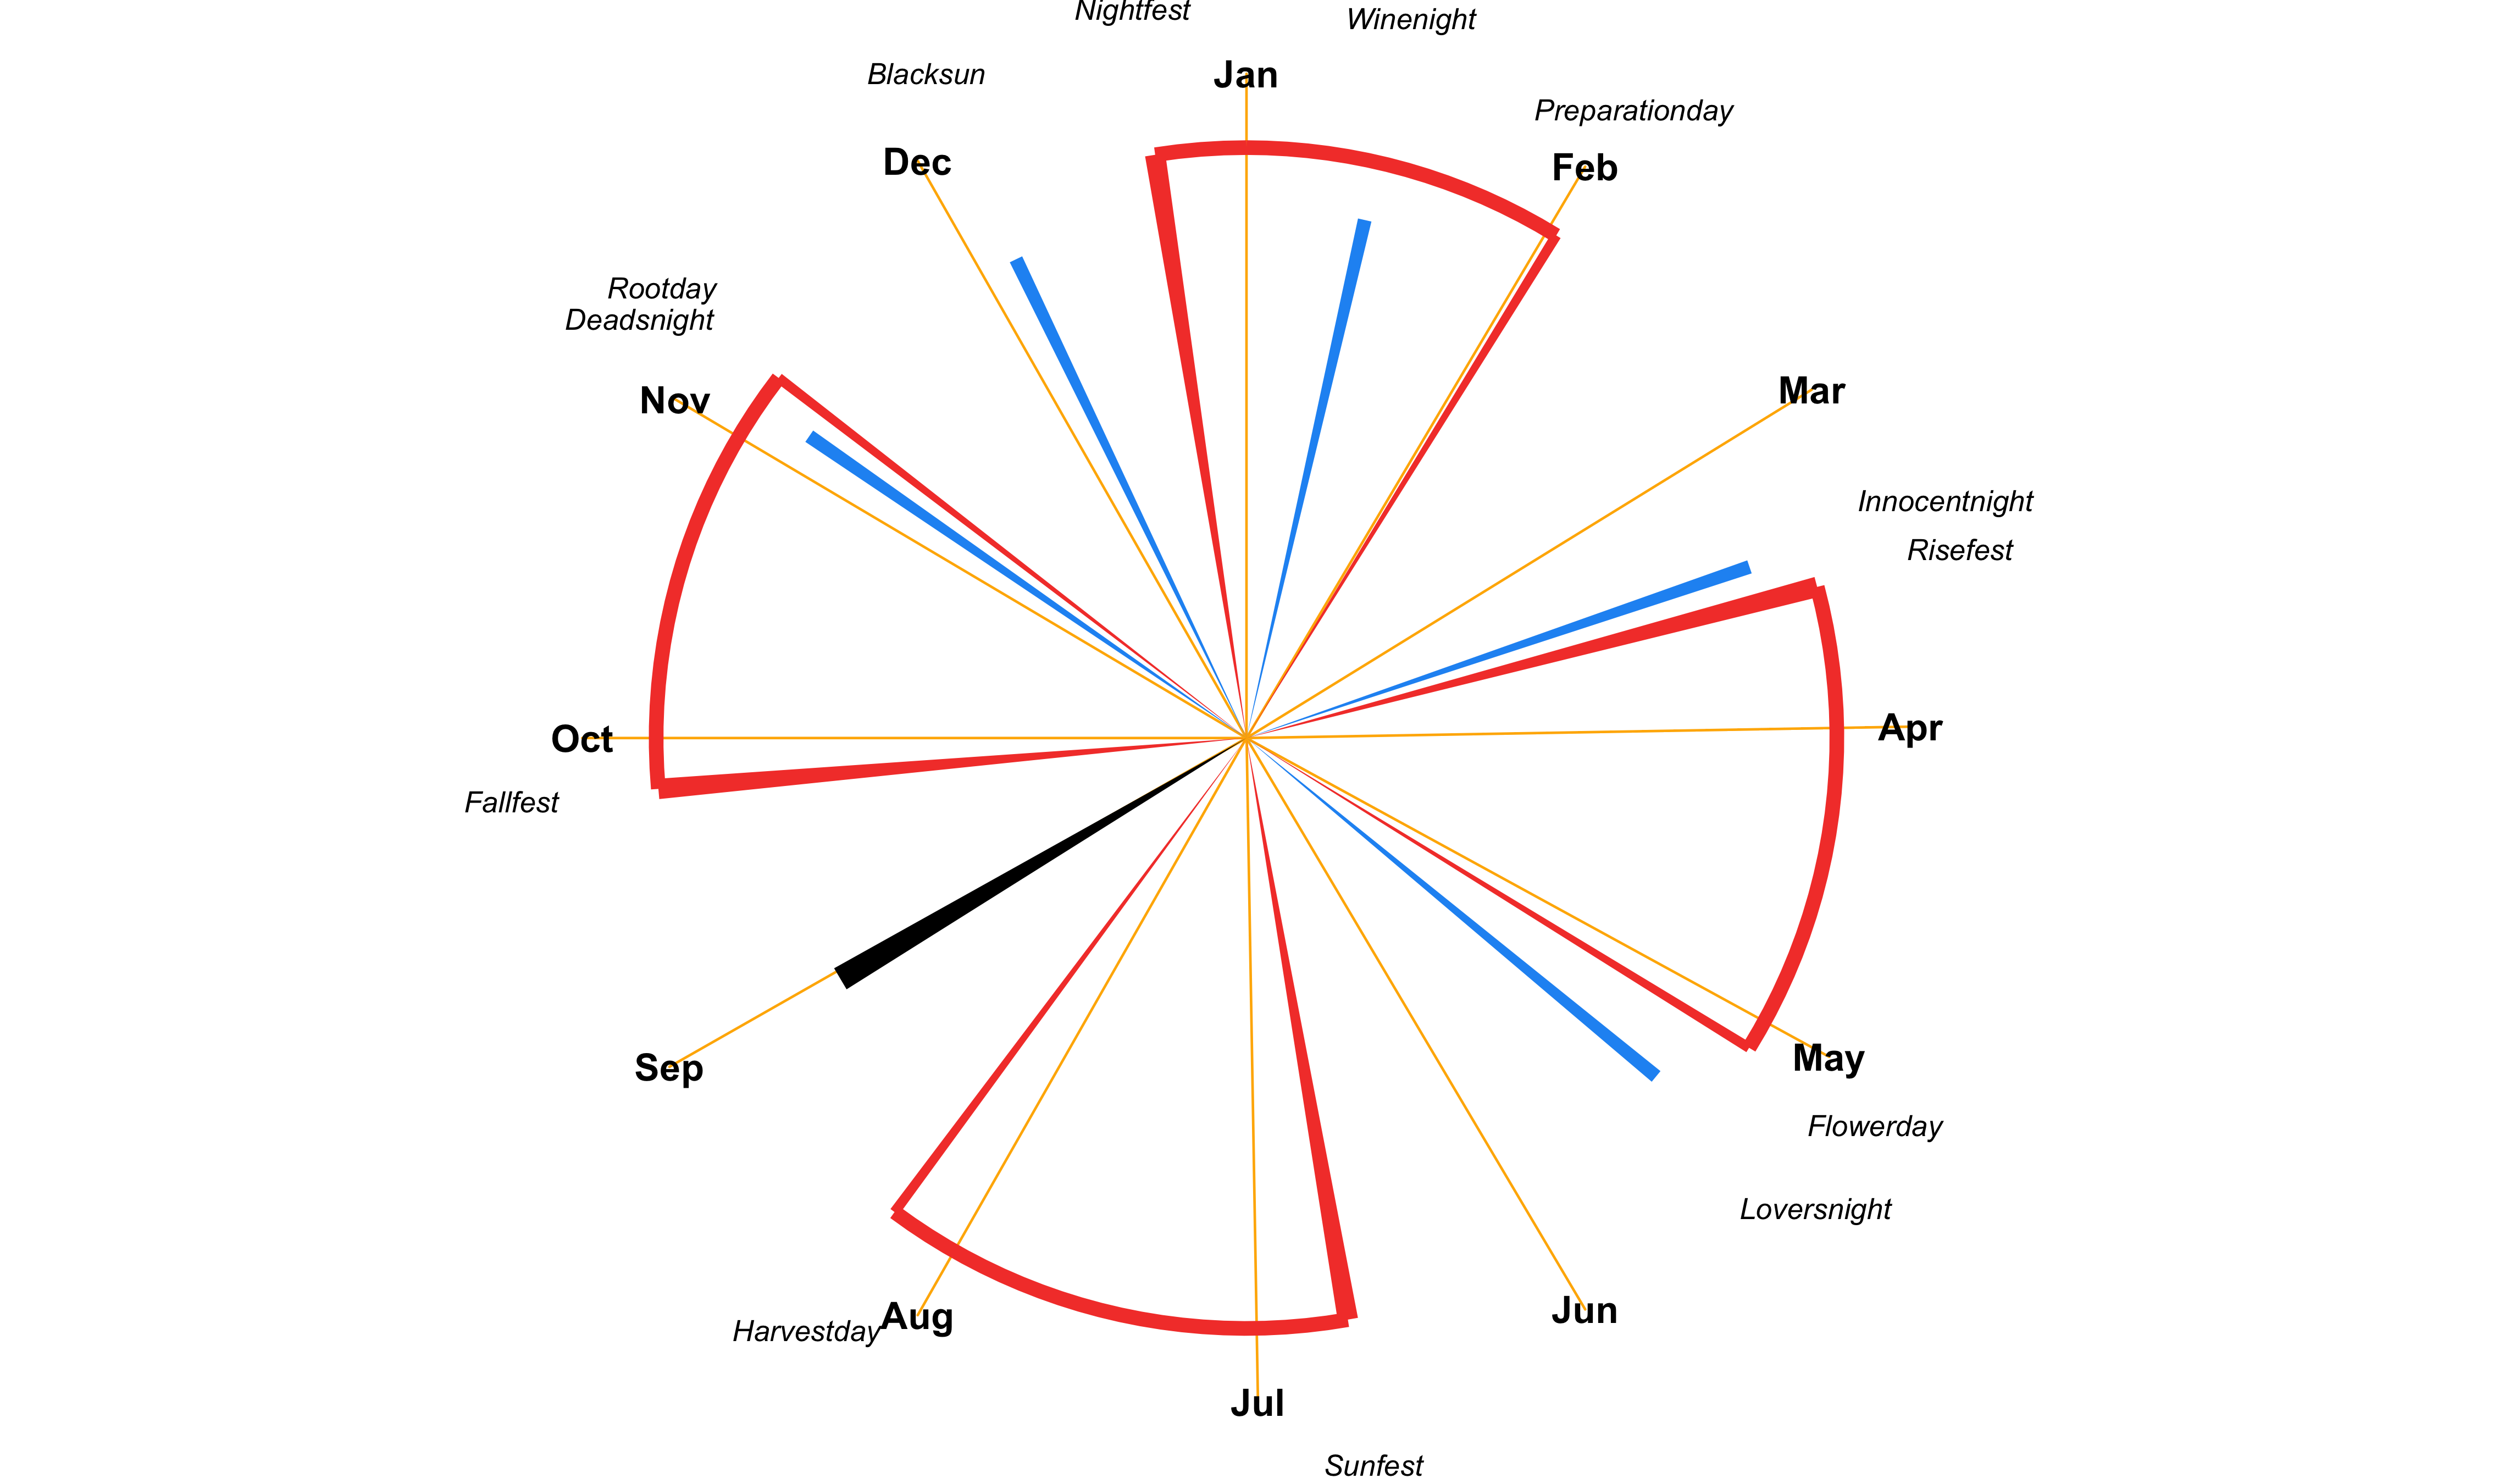 Nightfest
Winenight
Blacksun
Jan
Preparationday
Dec
Feb
Rootday
Deadsnight
Nov
Mar
Innocentnight
Risefest
Oct
Apr
Fallfest
Sep
May
Flowerday
Loversnight
Harvestday
Aug
Jun
Jul
Sunfest